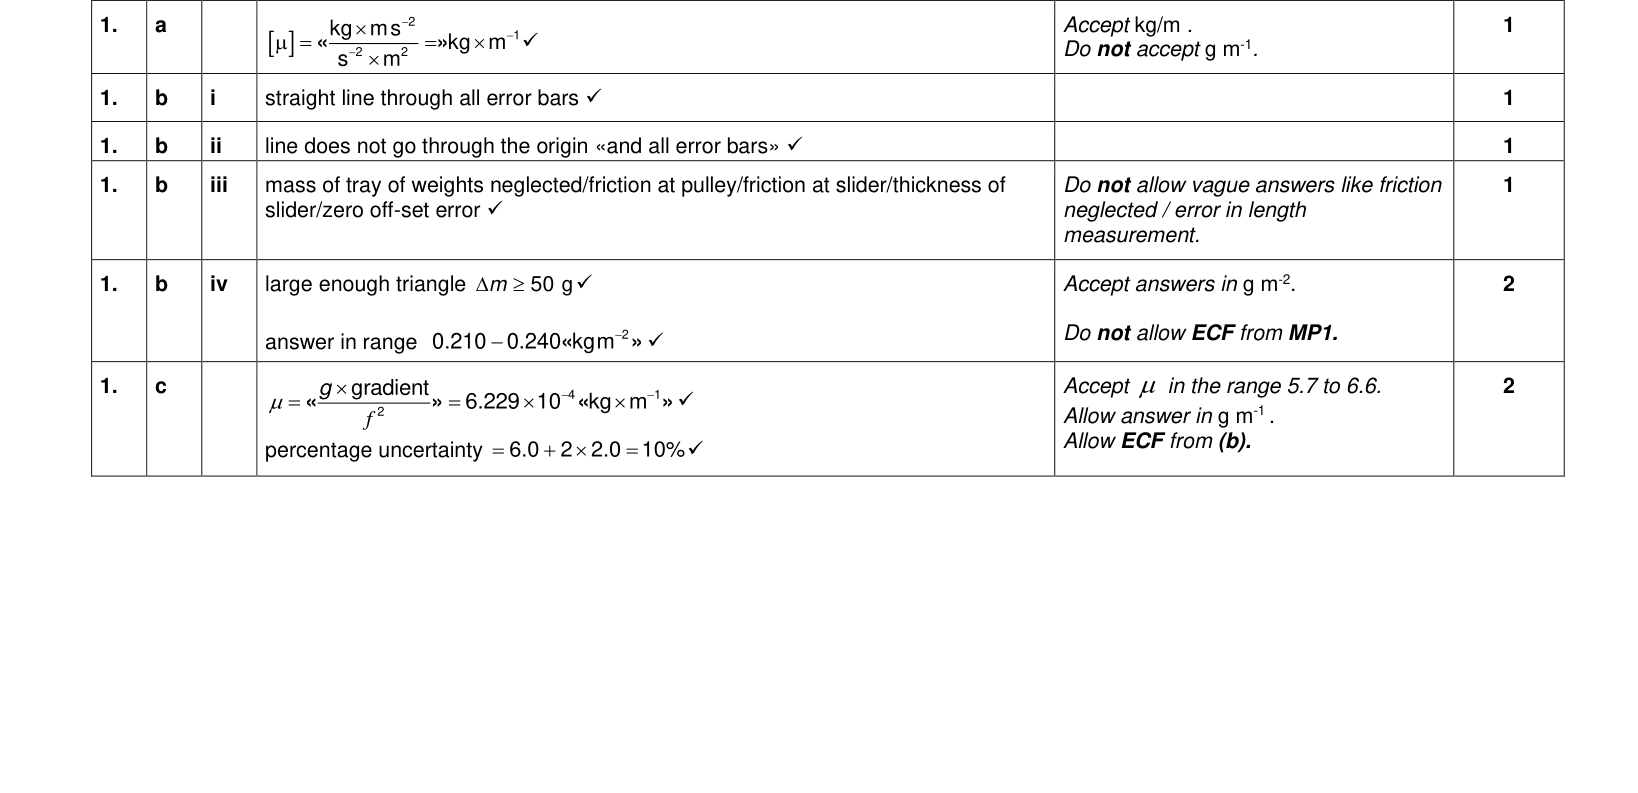 1. a [μ] = «kg × m s⁻² / s⁻² × m² =»kg × m⁻¹ ✓ Accept kg/m . 1
Do not accept g m⁻¹.
1. b i straight line through all error bars ✓ 1
1. b ii line does not go through the origin «and all error bars» ✓ 1
1. b iii mass of tray of weights neglected/friction at pulley/friction at slider/thickness of Do not allow vague answers like friction 1
slider/zero off-set error ✓ neglected / error in length
measurement.
1. b iv large enough triangle Δm ≥ 50 g ✓ Accept answers in g m⁻². 2
answer in range 0.210 – 0.240«kg m⁻²» ✓ Do not allow ECF from MP1.
1. c μ = «g × gradient / f²» = 6.229 × 10⁻⁴ «kg × m⁻¹» ✓ Accept μ in the range 5.7 to 6.6. 2
Allow answer in g m⁻¹ .
percentage uncertainty = 6.0 + 2 × 2.0 = 10% ✓ Allow ECF from (b).